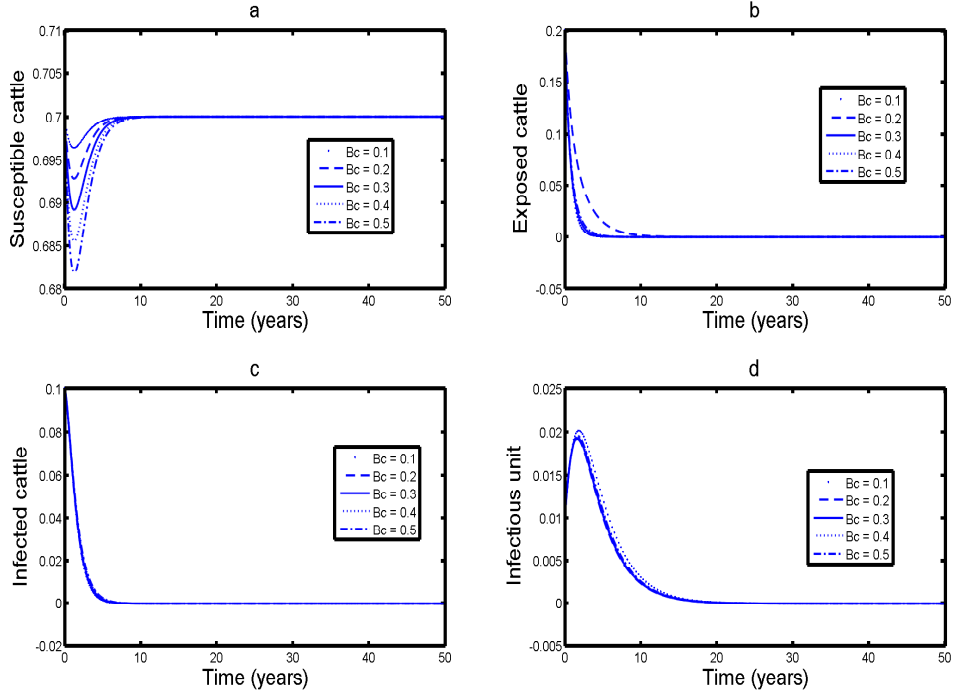 a
0.71
0.705
0.7
0.695
0.69
0.685
0.68
Susceptible cattle
Bc = 0.1
Bc = 0.2
Bc = 0.3
Bc = 0.4
Bc = 0.5
0 10 20 30 40 50
Time (years)
b
0.2
0.15
0.1
0.05
0
-0.05
Exposed cattle
Bc = 0.1
Bc = 0.2
Bc = 0.3
Bc = 0.4
Bc = 0.5
0 10 20 30 40 50
Time (years)
c
0.1
0.08
0.06
0.04
0.02
0
-0.02
Infected cattle
Bc = 0.1
Bc = 0.2
Bc = 0.3
Bc = 0.4
Bc = 0.5
0 10 20 30 40 50
Time (years)
d
0.025
0.02
0.015
0.01
0.005
0
-0.005
Infectious unit
Bc = 0.1
Bc = 0.2
Bc = 0.3
Bc = 0.4
Bc = 0.5
0 10 20 30 40 50
Time (years)